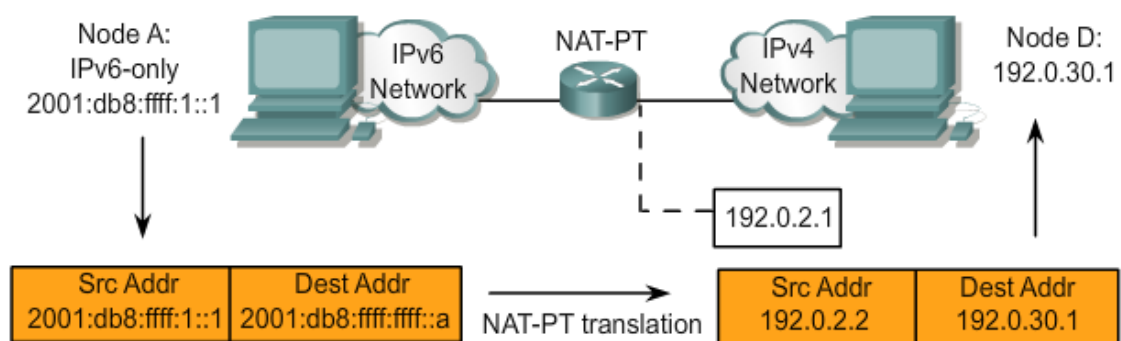 Node A:
IPv6-only
2001:db8:ffff:1::1
IPv6
Network
NAT-PT
IPv4
Network
Node D:
192.0.30.1
192.0.2.1
Src Addr
2001:db8:ffff:1::1
Dest Addr
2001:db8:ffff:ffff::a
NAT-PT translation
Src Addr
192.0.2.2
Dest Addr
192.0.30.1